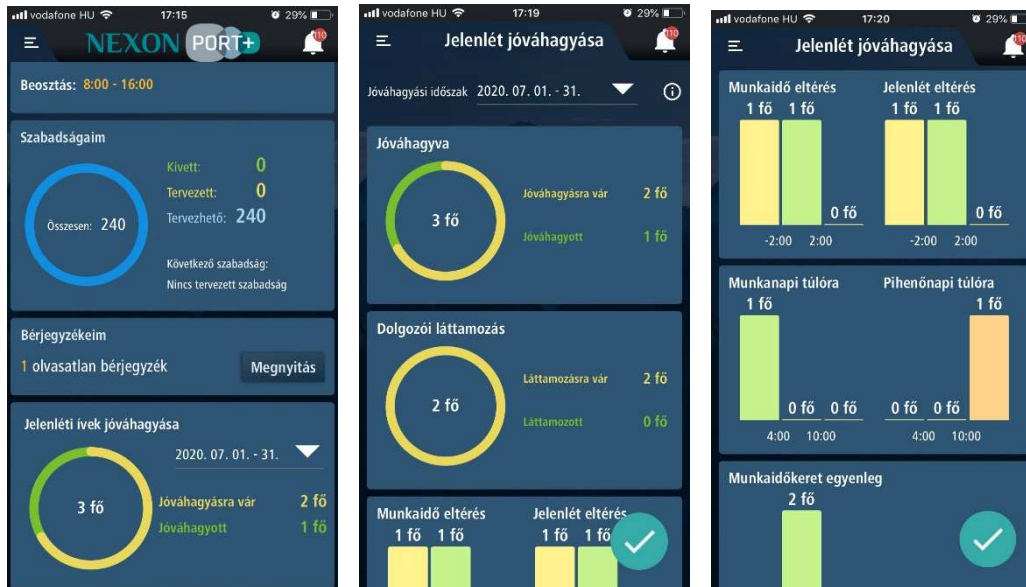 vodafone HU 17:15 29%
NEXON PORT+
110
Beosztás: 8:00 - 16:00
Szabadságaim
Kivett: 0
Tervezett: 0
Összesen: 240
Tervezhető: 240
Következő szabadság:
Nincs tervezett szabadság
Bérjegyzékeim
1 olvasatlan bérjegyzék
Megnyitás
Jelenléti ívek jóváhagyása
2020. 07. 01. - 31.
3 fő
Jóváhagyásra vár 2 fő
Jóváhagyott 1 fő
vodafone HU 17:19 29%
Jelenlét jóváhagyása
110
Jóváhagyási időszak 2020. 07. 01. - 31.
Jóváhagyva
3 fő
Jóváhagyásra vár 2 fő
Jóváhagyott 1 fő
Dolgozói láttamozás
2 fő
Láttamozásra vár 2 fő
Láttamozott 0 fő
Munkaidő eltérés Jelenlét eltérés
1 fő 1 fő 1 fő 1 fő
vodafone HU 17:20 29%
Jelenlét jóváhagyása
110
Munkaidő eltérés Jelenlét eltérés
1 fő 1 fő 0 fő 1 fő 1 fő 0 fő
-2:00 2:00 -2:00 2:00
Munkanapi túlóra Pihenőnapi túlóra
1 fő 0 fő 0 fő 0 fő 0 fő 1 fő
4:00 10:00 4:00 10:00
Munkaidőkeret egyenleg
2 fő